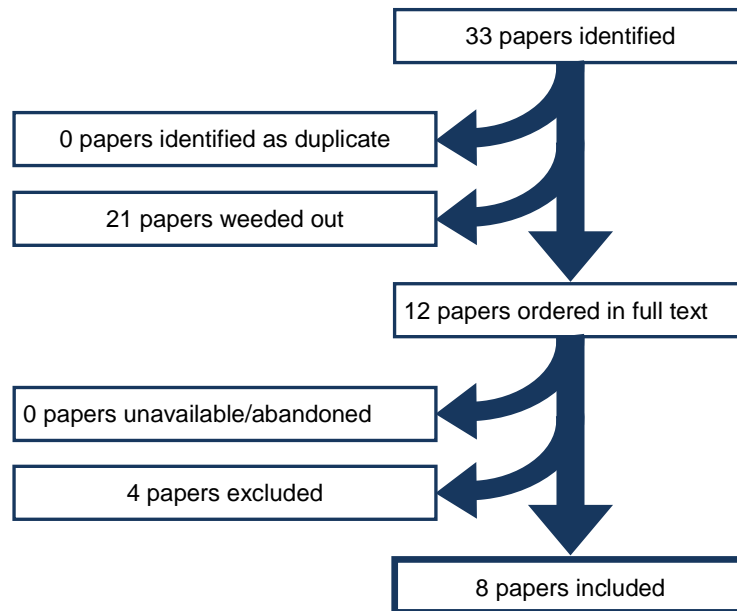 33 papers identified
0 papers identified as duplicate
21 papers weeded out
12 papers ordered in full text
0 papers unavailable/abandoned
4 papers excluded
8 papers included